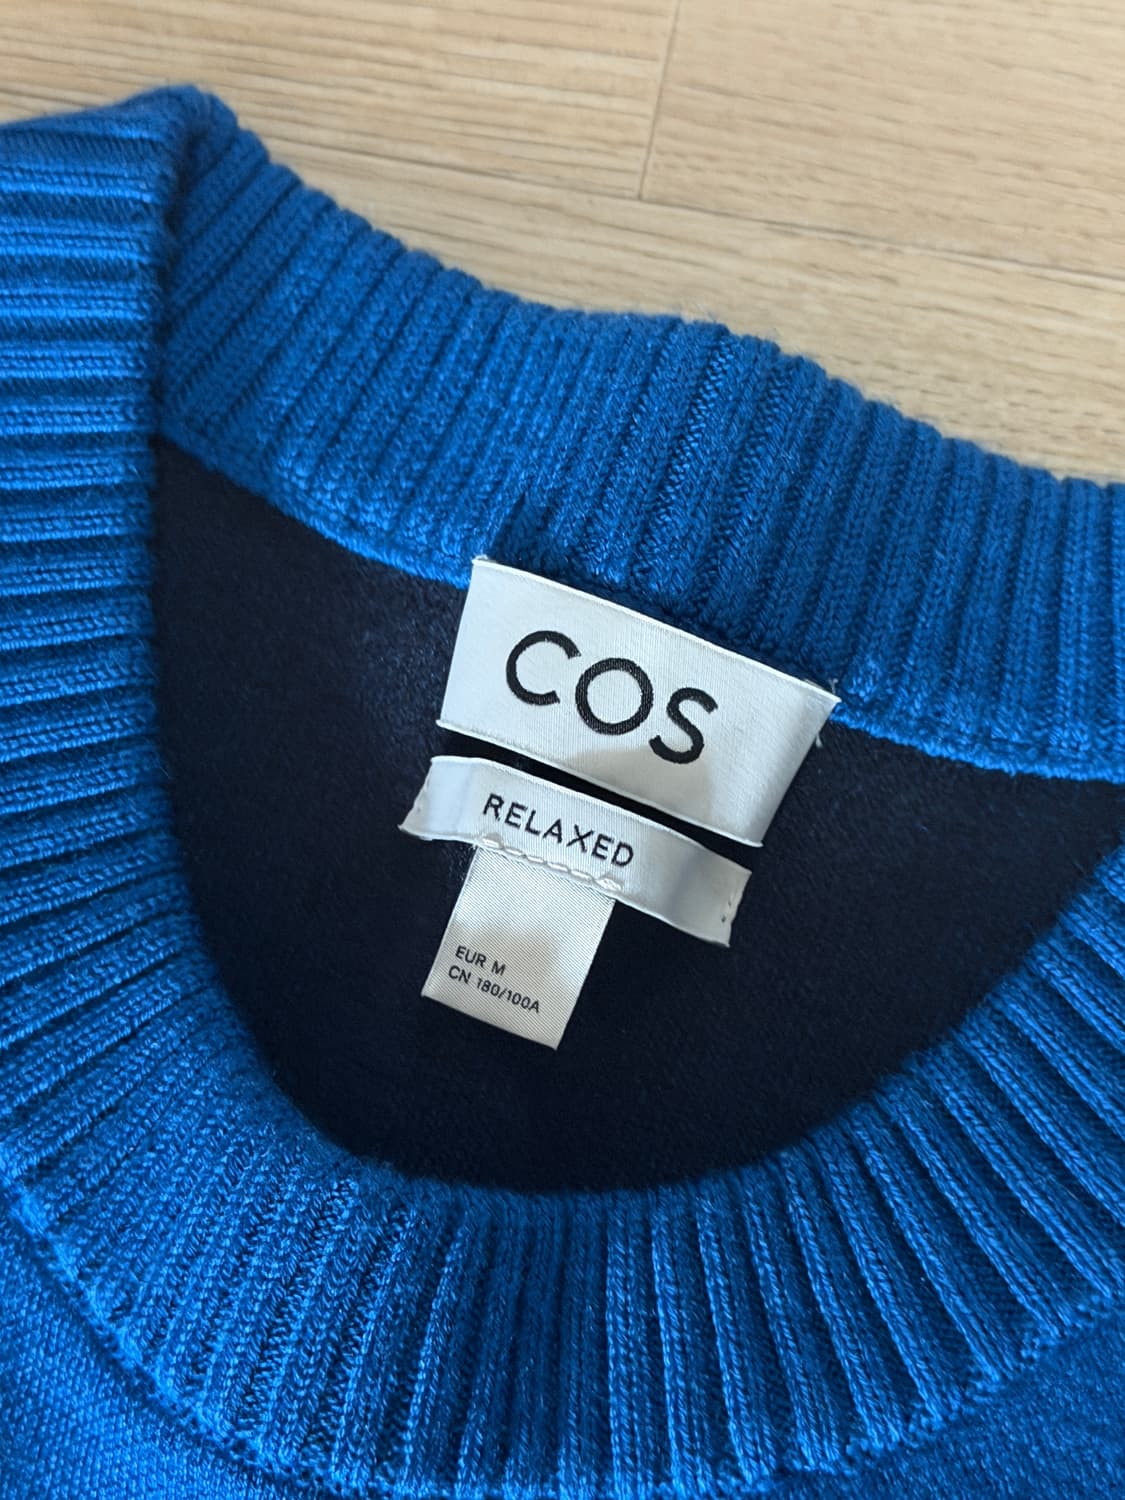 COS
RELAXED
EUR M
CN 180/100A